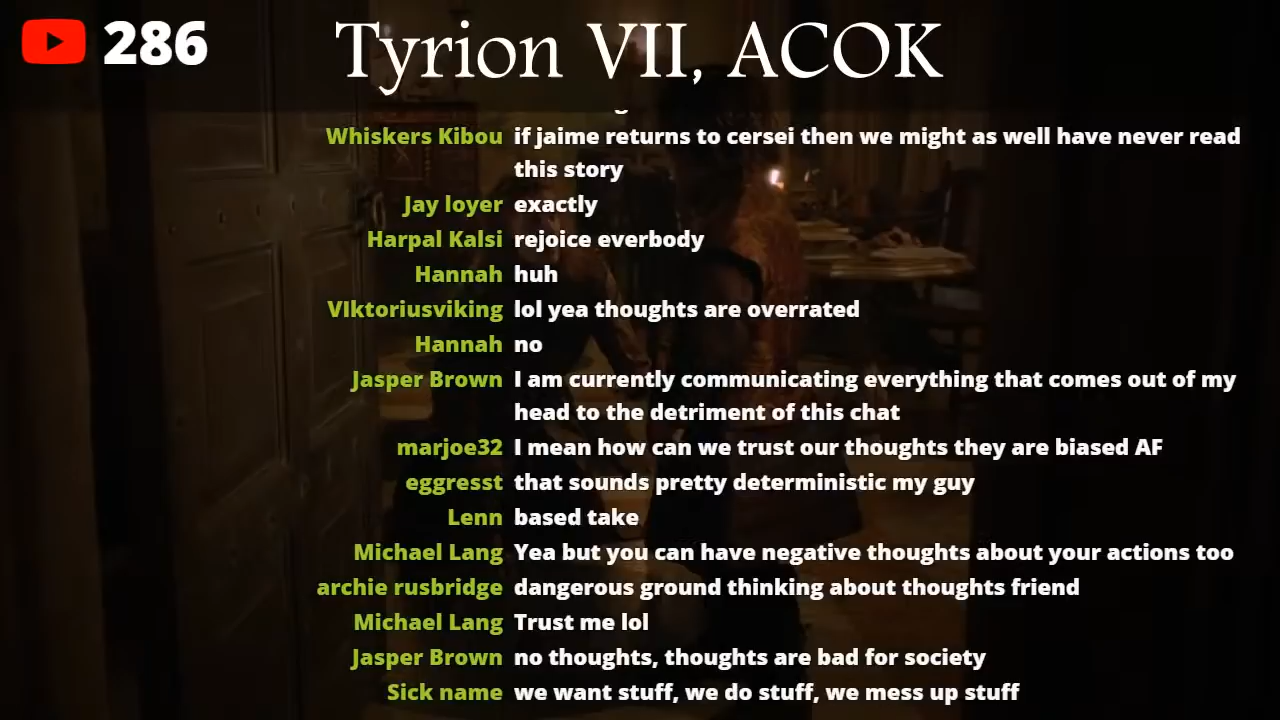 286
Tyrion VII, ACOK
Whiskers Kibou if jaime returns to cersei then we might as well have never read
this story
Jay loyer exactly
Harpal Kalsi rejoice everbody
Hannah huh
VIktoriusviking lol yea thoughts are overrated
Hannah no
Jasper Brown I am currently communicating everything that comes out of my
head to the detriment of this chat
marjoe32 I mean how can we trust our thoughts they are biased AF
eggresst that sounds pretty deterministic my guy
Lenn based take
Michael Lang Yea but you can have negative thoughts about your actions too
archie rusbridge dangerous ground thinking about thoughts friend
Michael Lang Trust me lol
Jasper Brown no thoughts, thoughts are bad for society
Sick name we want stuff, we do stuff, we mess up stuff